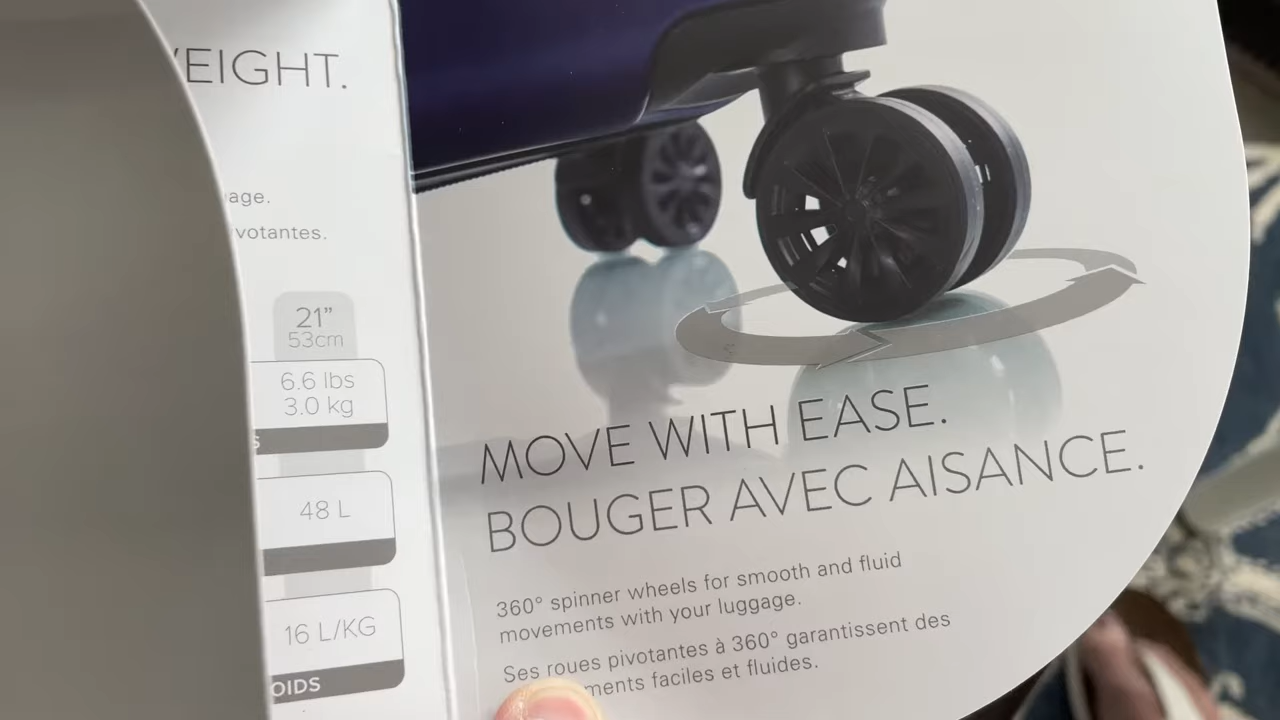 EIGHT.
age.
votantes.
21”
53cm
6.6 lbs
3.0 kg
S
48 L
16 L/KG
OIDS
MOVE WITH EASE.
BOUGER AVEC AISANCE.
360° spinner wheels for smooth and fluid
movements with your luggage.
Ses roues pivotantes à 360° garantissent des
ments faciles et fluides.